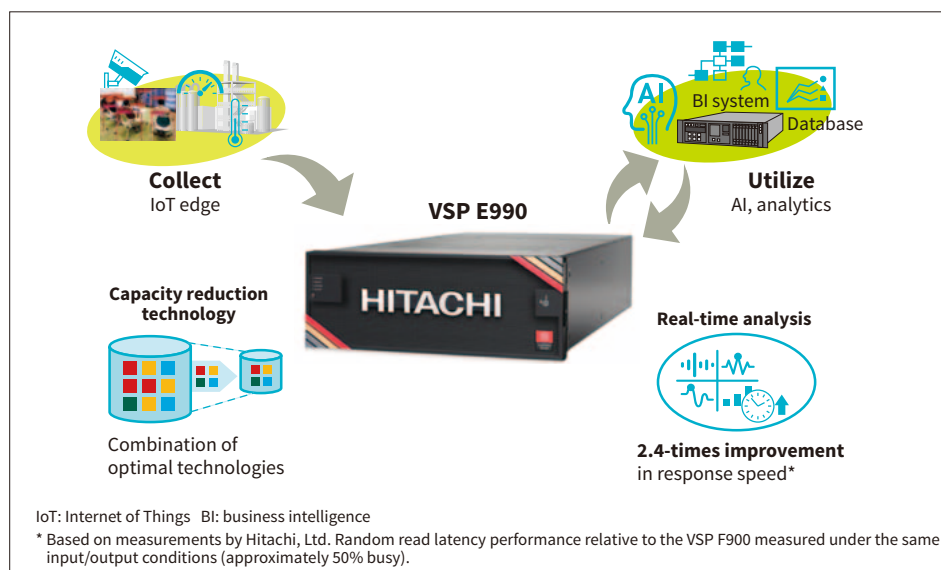 AI
BI system
Database
Collect
IoT edge
Utilize
AI, analytics
VSP E990
HITACHI
Capacity reduction
technology
Combination of
optimal technologies
Real-time analysis
2.4-times improvement
in response speed*
IoT: Internet of Things BI: business intelligence
* Based on measurements by Hitachi, Ltd. Random read latency performance relative to the VSP F900 measured under the same
input/output conditions (approximately 50% busy).